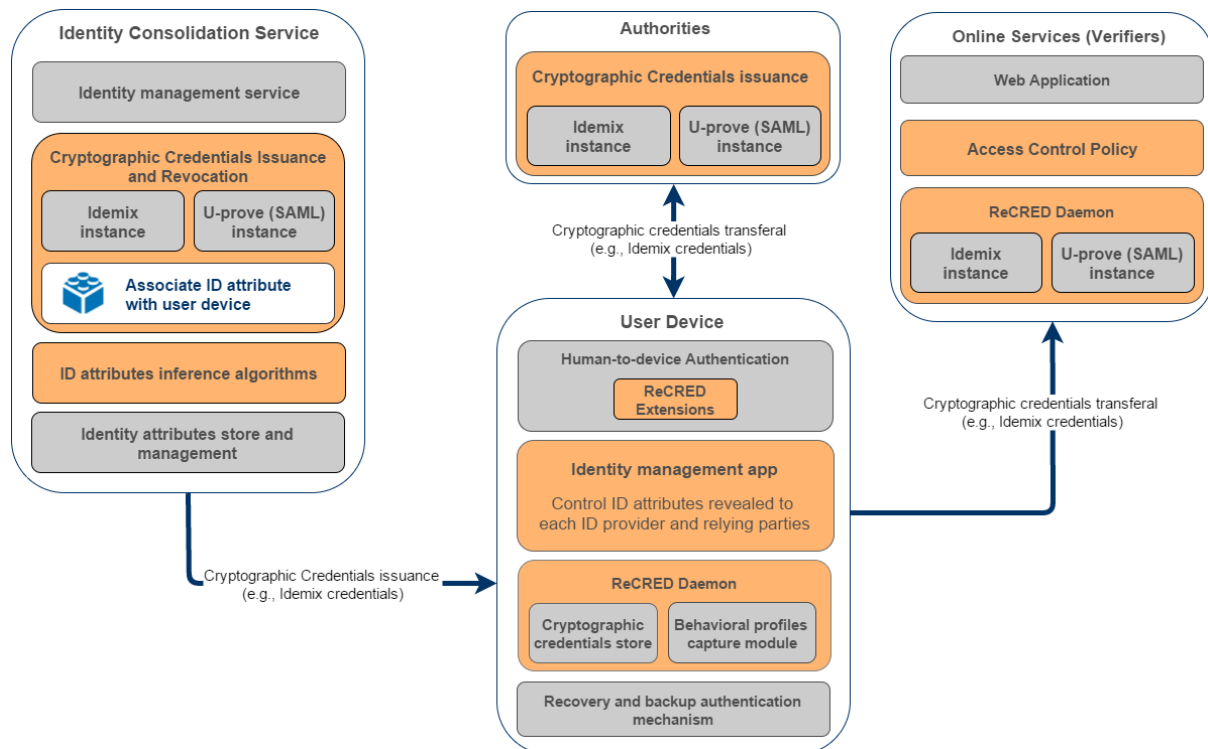 Identity Consolidation Service
Identity management service
Cryptographic Credentials Issuance
and Revocation
Idemix
instance
U-prove (SAML)
instance
Associate ID attribute
with user device
ID attributes inference algorithms
Identity attributes store and
management
Cryptographic Credentials issuance
(e.g., Idemix credentials)
Authorities
Cryptographic Credentials issuance
Idemix
instance
U-prove (SAML)
instance
Cryptographic credentials transferal
(e.g., Idemix credentials)
User Device
Human-to-device Authentication
ReCRED
Extensions
Identity management app
Control ID attributes revealed to
each ID provider and relying parties
ReCRED Daemon
Cryptographic
credentials store
Behavioral profiles
capture module
Recovery and backup authentication
mechanism
Online Services (Verifiers)
Web Application
Access Control Policy
ReCRED Daemon
Idemix
instance
U-prove (SAML)
instance
Cryptographic credentials transferal
(e.g., Idemix credentials)